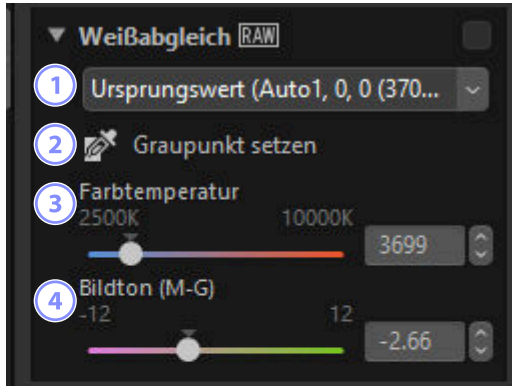 Weißabgleich RAW
1 Ursprungswert (Auto1, 0, 0 (370...
2 Graupunkt setzen
3 Farbtemperatur
2500K 10000K
3699
4 Bildton (M-G)
-12 12
-2.66